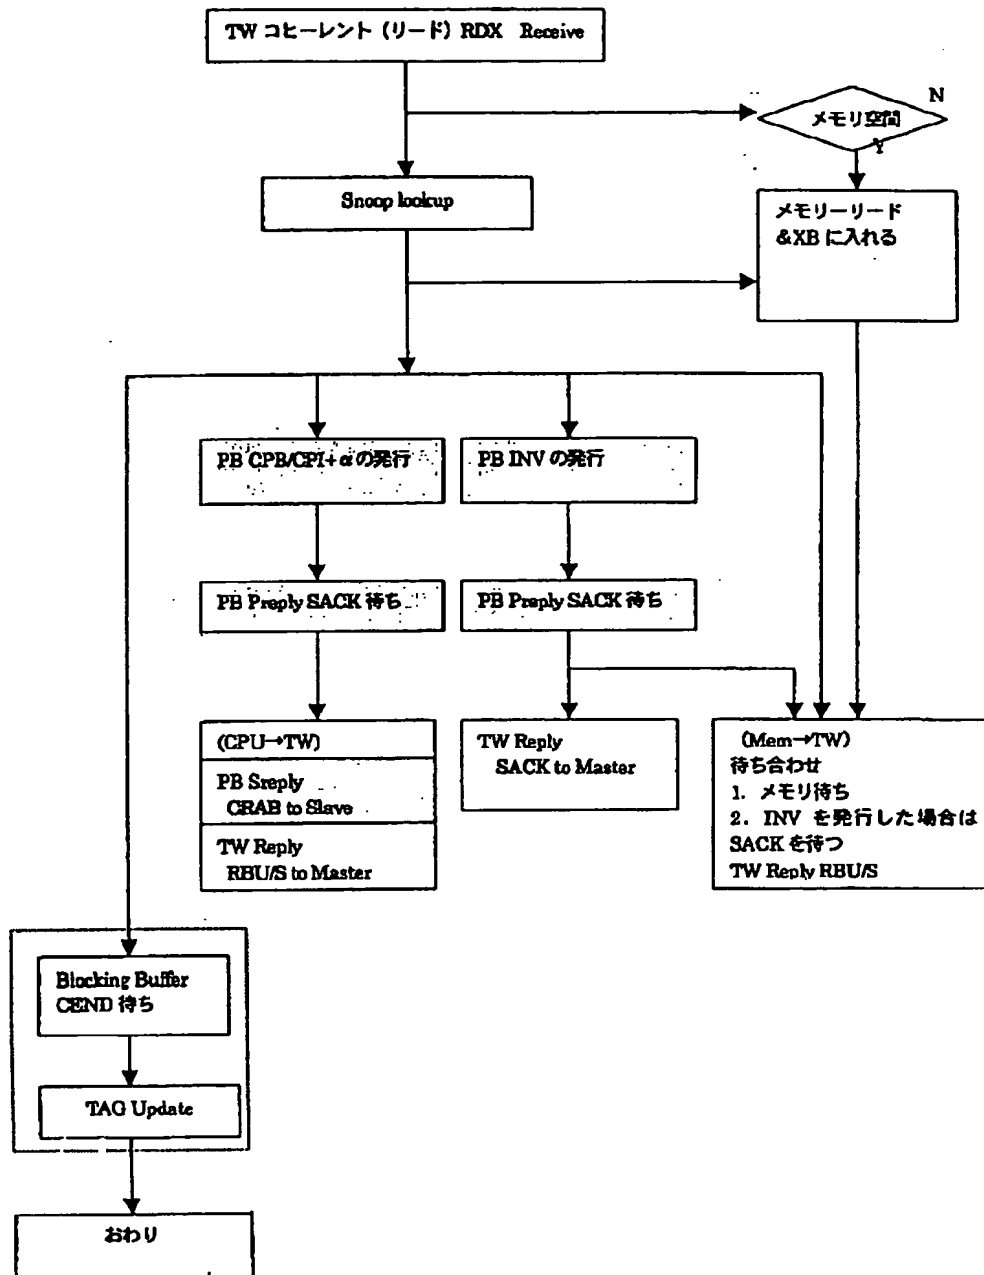 TW コヒーレント（リード）RDX Receive
N
メモリ空間
Y
Snoop lookup
メモリーリード
&XB に入れる
PB CPB/CPI+αの発行
PB INV の発行
PB Preply SACK 待ち
PB Preply SACK 待ち
(CPU→TW)
PB Sreply
CRAB to Slave
TW Reply
RBU/S to Master
TW Reply
SACK to Master
(Mem→TW)
待ち合わせ
1. メモリ待ち
2. INV を発行した場合は
SACK を待つ
TW Reply RBU/S
Blocking Buffer
CEND 待ち
TAG Update
おわり